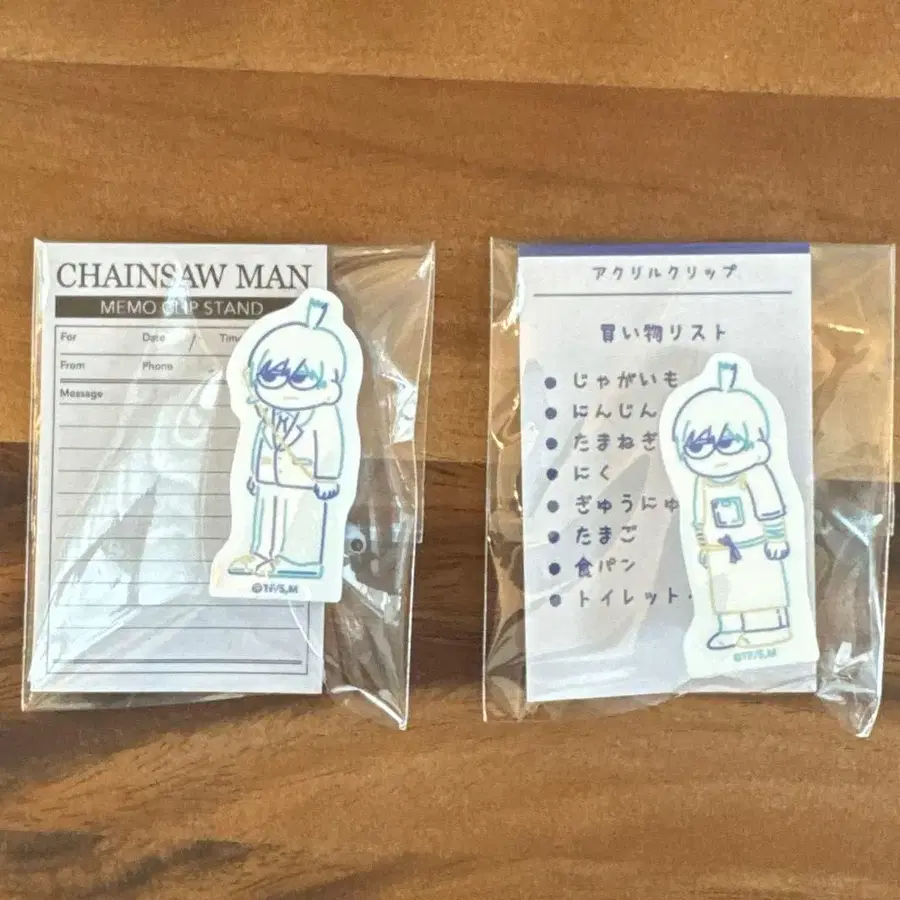 CHAINSAW MAN
MEMO CLIP STAND
For Date / Time
From Phone
Message
©TF/S,M
アクリルクリップ
買い物リスト
● じゃがいも
● にんじん
● たまねぎ
● にく
● ぎゅうにゅ
● たまご
● 食パン
● トイレット
©TF/S,M